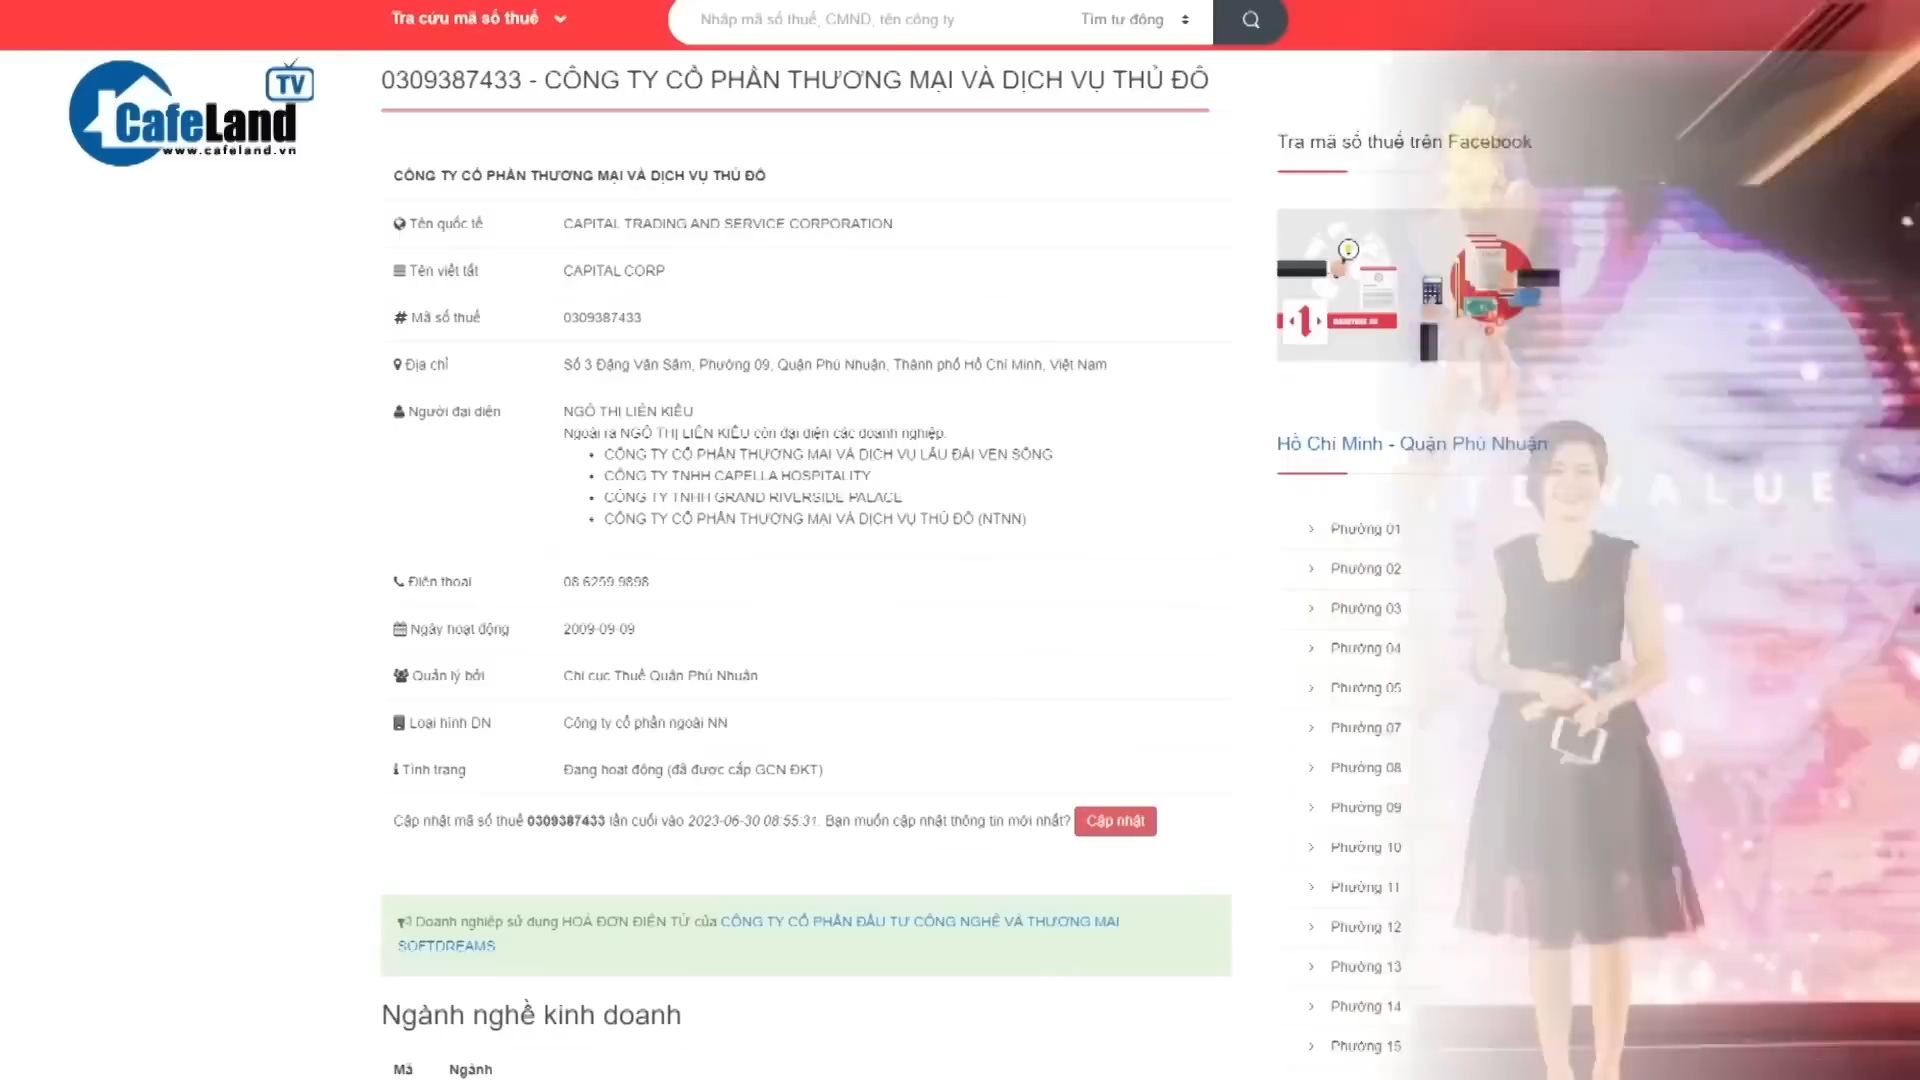 Tra cứu mã số thuế
Nhập mã số thuế, CMND, tên công ty
Tìm tự động
TV
CafeLand
www.cafeland.vn
0309387433 - CÔNG TY CỔ PHẦN THƯƠNG MẠI VÀ DỊCH VỤ THỦ ĐÔ
CÔNG TY CỔ PHẦN THƯƠNG MẠI VÀ DỊCH VỤ THỦ ĐÔ
Tên quốc tế CAPITAL TRADING AND SERVICE CORPORATION
Tên viết tắt CAPITAL CORP
Mã số thuế 0309387433
Địa chỉ Số 3 Đặng Văn Sâm, Phường 09, Quận Phú Nhuận, Thành phố Hồ Chí Minh, Việt Nam
Người đại diện NGÔ THỊ LIÊN KIỀU
Ngoài ra NGÔ THỊ LIÊN KIỀU còn đại diện các doanh nghiệp:
CÔNG TY CỔ PHẦN THƯƠNG MẠI VÀ DỊCH VỤ LÂU ĐÀI VEN SÔNG
CÔNG TY TNHH CAPELLA HOSPITALITY
CÔNG TY TNHH GRAND RIVERSIDE PALACE
CÔNG TY CỔ PHẦN THƯƠNG MẠI VÀ DỊCH VỤ THỦ ĐÔ (NTNN)
Điện thoại 08 6259 9898
Ngày hoạt động 2009-09-09
Quản lý bởi Chi cục Thuế Quận Phú Nhuận
Loại hình DN Công ty cổ phần ngoài NN
Tình trạng Đang hoạt động (đã được cấp GCN ĐKT)
Cập nhật mã số thuế 0309387433 lần cuối vào 2023-06-30 08:55:31. Bạn muốn cập nhật thông tin mới nhất? Cập nhật
Doanh nghiệp sử dụng HOÁ ĐƠN ĐIỆN TỬ của CÔNG TY CỔ PHẦN ĐẦU TƯ CÔNG NGHỆ VÀ THƯƠNG MẠI
SOFTDREAMS
Ngành nghề kinh doanh
Mã Ngành
Tra mã số thuế trên Facebook
Hồ Chí Minh - Quận Phú Nhuận
VALUE
Phường 01
Phường 02
Phường 03
Phường 04
Phường 05
Phường 07
Phường 08
Phường 09
Phường 10
Phường 11
Phường 12
Phường 13
Phường 14
Phường 15